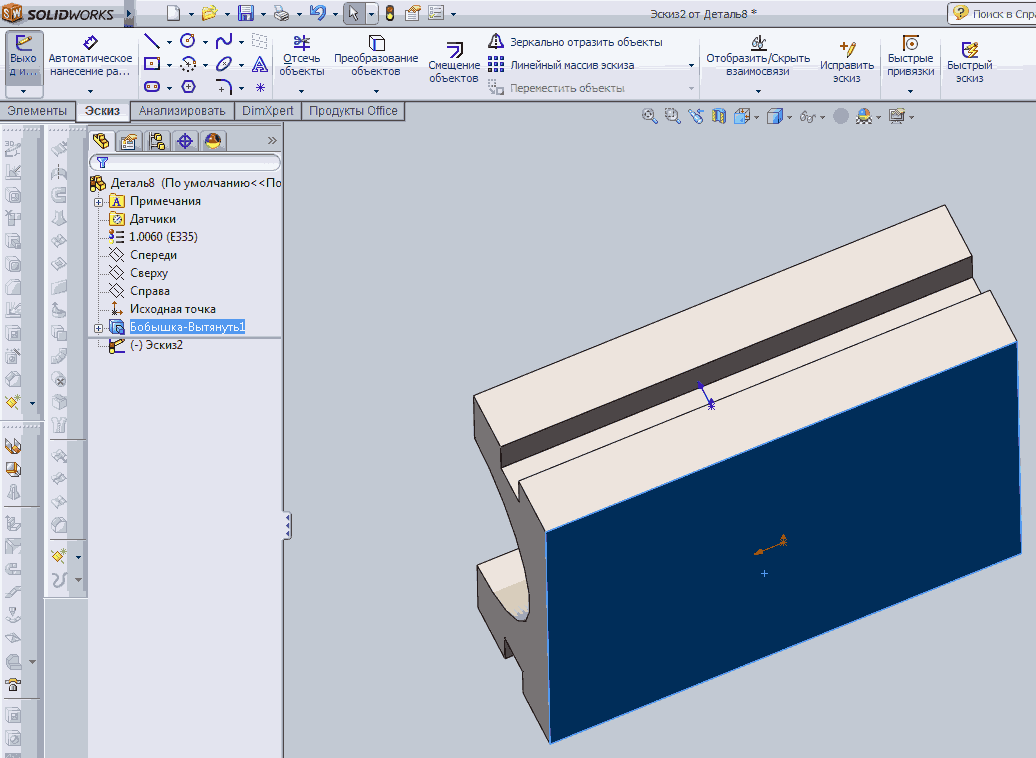 SOLIDWORKS
Эскиз2 от Деталь8 *
Поиск в Спра
Выхо
д и...
Автоматическое
нанесение ра...
Отсечь
объекты
Преобразование
объектов
Смещение
объектов
Зеркально отразить объекты
Линейный массив эскиза
Переместить объекты
Отобразить/Скрыть
взаимосвязи
Исправить
эскиз
Быстрые
привязки
Быстрый
эскиз
Элементы
Эскиз
Анализировать
DimXpert
Продукты Office
Деталь8 (По умолчанию<<По
Примечания
Датчики
1.0060 (E335)
Спереди
Сверху
Справа
Исходная точка
Бобышка-Вытянуть1
(-) Эскиз2